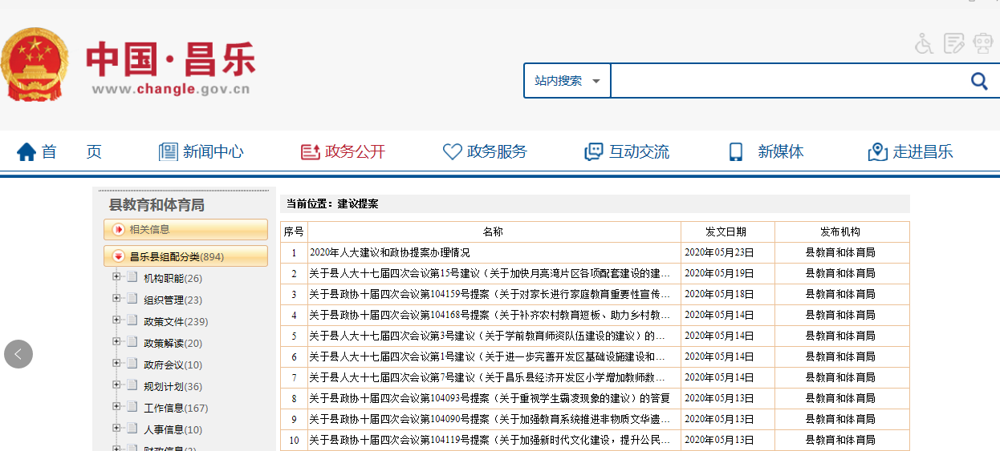 中国·昌乐
www.changle.gov.cn
站内搜索
首 页 新闻中心 政务公开 政务服务 互动交流 新媒体 走进昌乐
县教育和体育局
相关信息
昌乐县组配分类(894)
机构职能(26)
组织管理(23)
政策文件(239)
政策解读(20)
政府会议(10)
规划计划(36)
工作信息(167)
人事信息(10)
财政信息(2)
当前位置：建议提案
序号 名称 发文日期 发布机构
1 2020年人大建议和政协提案办理情况 2020年05月23日 县教育和体育局
2 关于县人大十七届四次会议第15号建议（关于加快月亮湾片区各项配套建设的建... 2020年05月19日 县教育和体育局
3 关于县政协十届四次会议第104159号提案（关于对家长进行家庭教育重要性宣传... 2020年05月18日 县教育和体育局
4 关于县政协十届四次会议第104168号提案（关于补齐农村教育短板、助力乡村教... 2020年05月14日 县教育和体育局
5 关于县人大十七届四次会议第3号建议（关于学前教育师资队伍建设的建议）的... 2020年05月14日 县教育和体育局
6 关于县人大十七届四次会议第1号建议（关于进一步完善开发区基础设施建设和... 2020年05月14日 县教育和体育局
7 关于县人大十七届四次会议第7号建议（关于昌乐县经济开发区小学增加教师数... 2020年05月14日 县教育和体育局
8 关于县政协十届四次会议第104093号提案（关于重视学生霸凌现象的建议）的答复 2020年05月13日 县教育和体育局
9 关于县政协十届四次会议第104090号提案（关于加强教育系统推进非物质文华遗... 2020年05月13日 县教育和体育局
10 关于县政协十届四次会议第104119号提案（关于加强新时代文化建设，提升公民... 2020年05月13日 县教育和体育局